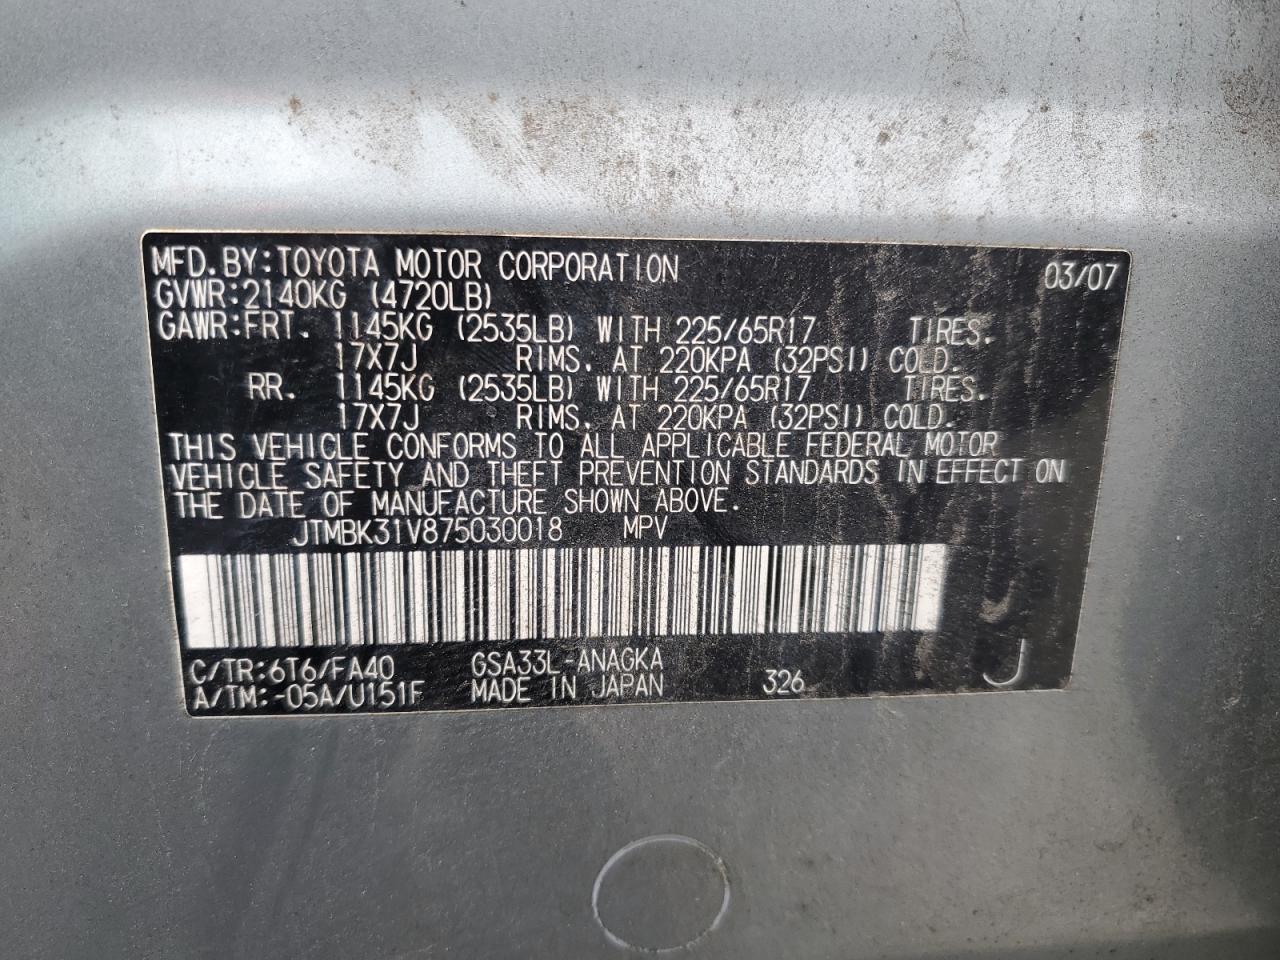 MFD.BY:TOYOTA MOTOR CORPORATION 03/07
GVWR:2140KG (4720LB)
GAWR:FRT. 1145KG (2535LB) WITH 225/65R17 TIRES.
17X7J RIMS. AT 220KPA (32PSI) COLD.
RR. 1145KG (2535LB) WITH 225/65R17 TIRES.
17X7J RIMS. AT 220KPA (32PSI) COLD.
THIS VEHICLE CONFORMS TO ALL APPLICABLE FEDERAL MOTOR
VEHICLE SAFETY AND THEFT PREVENTION STANDARDS IN EFFECT ON
THE DATE OF MANUFACTURE SHOWN ABOVE.
JTMBK31V875030018 MPV
C/TR:6T6/FA40 GSA33L-ANAGKA
A/TM:-05A/U151F MADE IN JAPAN 326 J